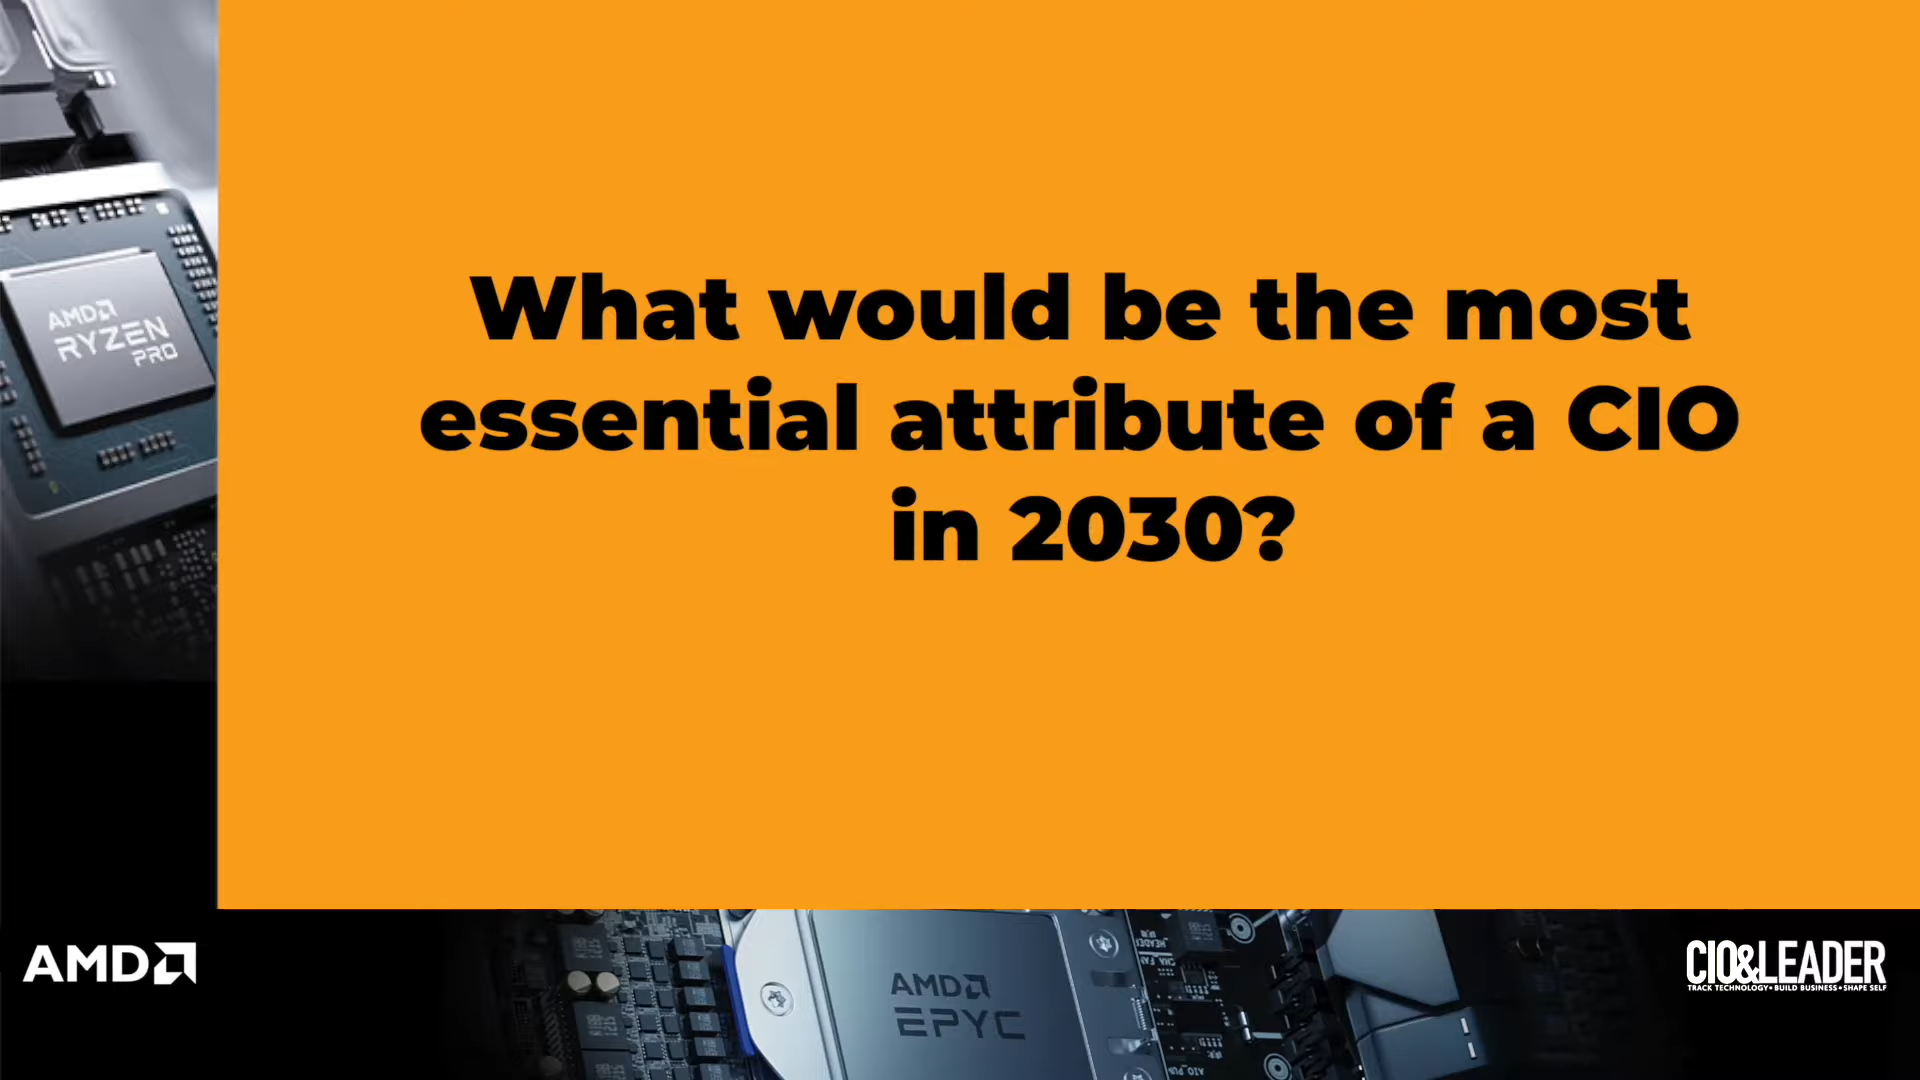 What would be the most
essential attribute of a CIO
in 2030?
AMD
RYZEN
PRO
AMD
AMD
EPYC
CIO&LEADER
TRACK TECHNOLOGY•BUILD BUSINESS•SHAPE SELF